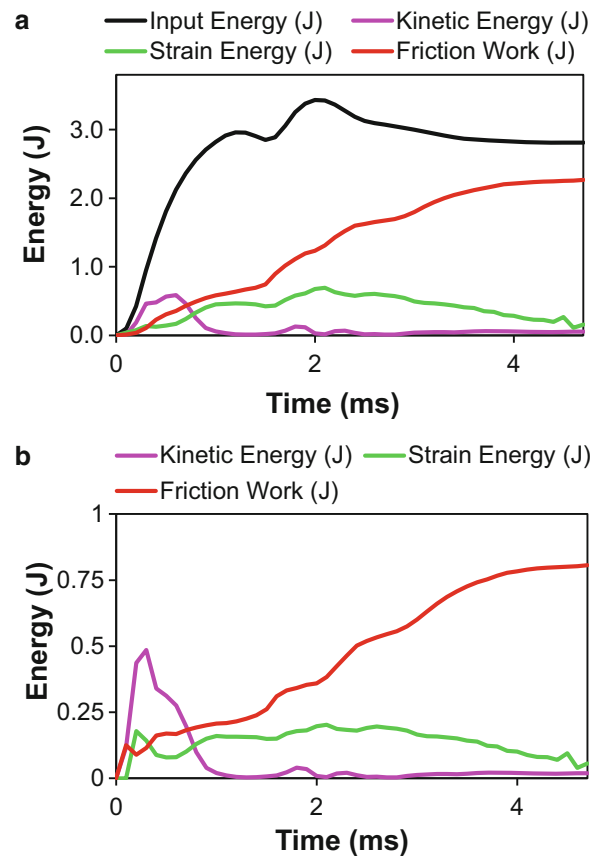 a
Input Energy (J) Kinetic Energy (J)
Strain Energy (J) Friction Work (J)
Energy (J)
3.0
2.0
1.0
0.0
0 2 4
Time (ms)
b
Kinetic Energy (J) Strain Energy (J)
Friction Work (J)
Energy (J)
1
0.75
0.5
0.25
0
0 2 4
Time (ms)